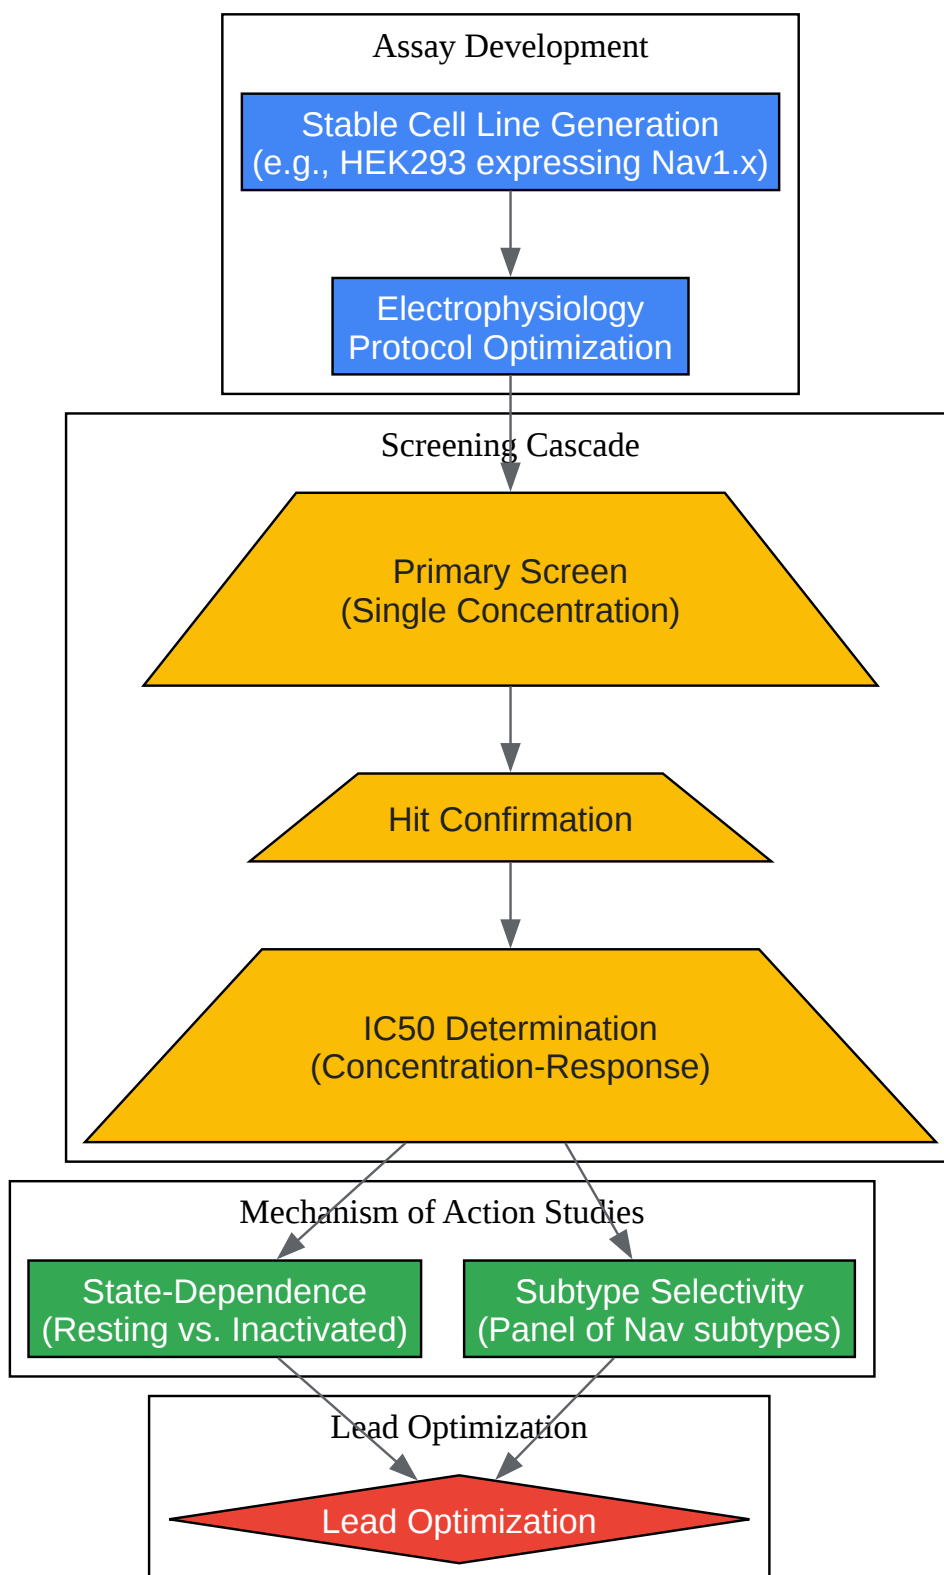 Assay Development
Stable Cell Line Generation
(e.g., HEK293 expressing Nav1.x)
Electrophysiology
Protocol Optimization
Screening Cascade
Primary Screen
(Single Concentration)
Hit Confirmation
IC50 Determination
(Concentration-Response)
Mechanism of Action Studies
State-Dependence
(Resting vs. Inactivated)
Subtype Selectivity
(Panel of Nav subtypes)
Lead Optimization
Lead Optimization